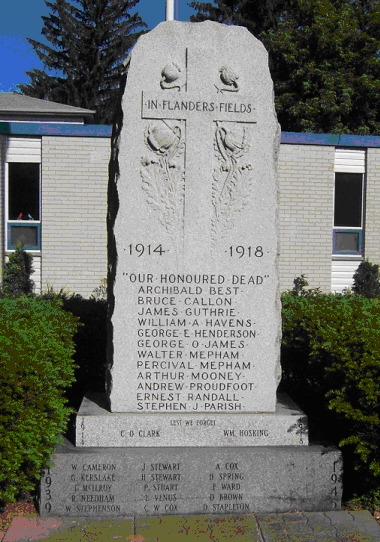 IN FLANDERS FIELDS
1914 1918
"OUR HONOURED DEAD"
ARCHIBALD BEST
BRUCE CALLON
JAMES GUTHRIE
WILLIAM A HAVENS
GEORGE E HENDERSON
GEORGE O JAMES
WALTER MEPHAM
PERCIVAL MEPHAM
ARTHUR MOONEY
ANDREW PROUDFOOT
ERNEST RANDALL
STEPHEN J PARISH
LEST WE FORGET
C. O. CLARK WM. HOSKING
W CAMERON J STEWART A COX
G KERSLAKE H STEWART H SPRING
MCILROY P STUART F WARD
R NEEDHAM VENUS D BROWN
W STEPHENSON C W COX D STAPLETON
1939